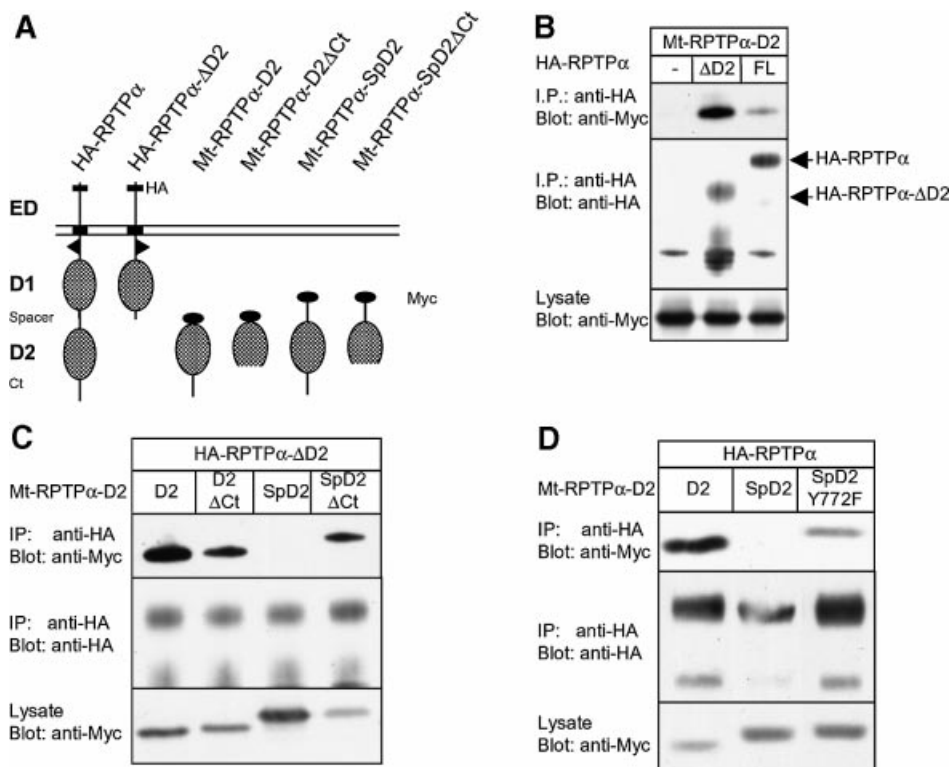 A
HA-RPTPα
HA-RPTPα-ΔD2
Mt-RPTPα-D2
Mt-RPTPα-D2ΔCt
Mt-RPTPα-SpD2
Mt-RPTPα-SpD2ΔCt
HA
ED
D1
Spacer
D2
Ct
Myc
B
Mt-RPTPα-D2
HA-RPTPα
- ΔD2 FL
I.P.: anti-HA
Blot: anti-Myc
I.P.: anti-HA
Blot: anti-HA
HA-RPTPα
HA-RPTPα-ΔD2
Lysate
Blot: anti-Myc
C
HA-RPTPα-ΔD2
Mt-RPTPα-D2
D2
D2
ΔCt
SpD2
SpD2
ΔCt
IP: anti-HA
Blot: anti-Myc
IP: anti-HA
Blot: anti-HA
Lysate
Blot: anti-Myc
D
HA-RPTPα
Mt-RPTPα-D2
D2
SpD2
SpD2
Y772F
IP: anti-HA
Blot: anti-Myc
IP: anti-HA
Blot: anti-HA
Lysate
Blot: anti-Myc